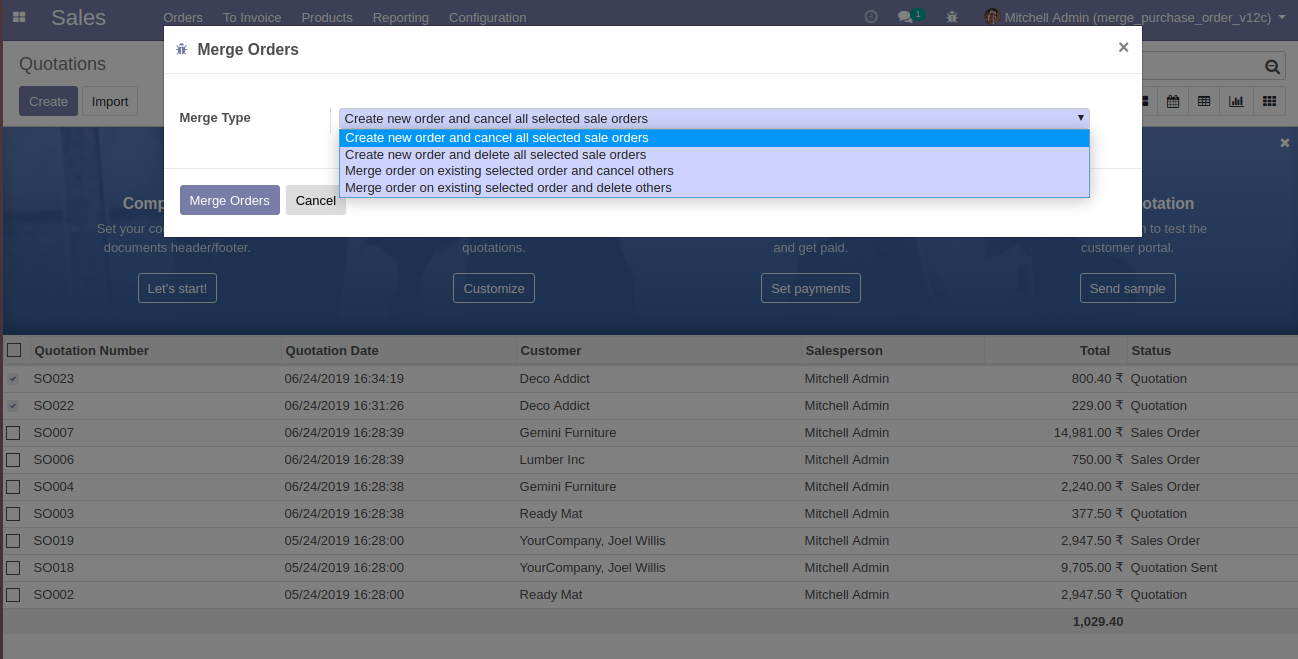 Sales Orders To Invoice Products Reporting Configuration 1 Mitchell Admin (merge_purchase_order_v12c)
Merge Orders ×
Quotations
Create Import
Merge Type Create new order and cancel all selected sale orders
Create new order and cancel all selected sale orders
Create new order and delete all selected sale orders
Merge order on existing selected order and cancel others
Merge order on existing selected order and delete others
Merge Orders Cancel
Comp otation
Set your co n to test the
documents header/footer. quotations. and get paid. customer portal.
Let's start! Customize Set payments Send sample
Quotation Number Quotation Date Customer Salesperson Total Status
SO023 06/24/2019 16:34:19 Deco Addict Mitchell Admin 800.40 ₹ Quotation
SO022 06/24/2019 16:31:26 Deco Addict Mitchell Admin 229.00 ₹ Quotation
SO007 06/24/2019 16:28:39 Gemini Furniture Mitchell Admin 14,981.00 ₹ Sales Order
SO006 06/24/2019 16:28:39 Lumber Inc Mitchell Admin 750.00 ₹ Sales Order
SO004 06/24/2019 16:28:38 Gemini Furniture Mitchell Admin 2,240.00 ₹ Sales Order
SO003 06/24/2019 16:28:38 Ready Mat Mitchell Admin 377.50 ₹ Quotation
SO019 05/24/2019 16:28:00 YourCompany, Joel Willis Mitchell Admin 2,947.50 ₹ Sales Order
SO018 05/24/2019 16:28:00 YourCompany, Joel Willis Mitchell Admin 9,705.00 ₹ Quotation Sent
SO002 05/24/2019 16:28:00 Ready Mat Mitchell Admin 2,947.50 ₹ Quotation
1,029.40